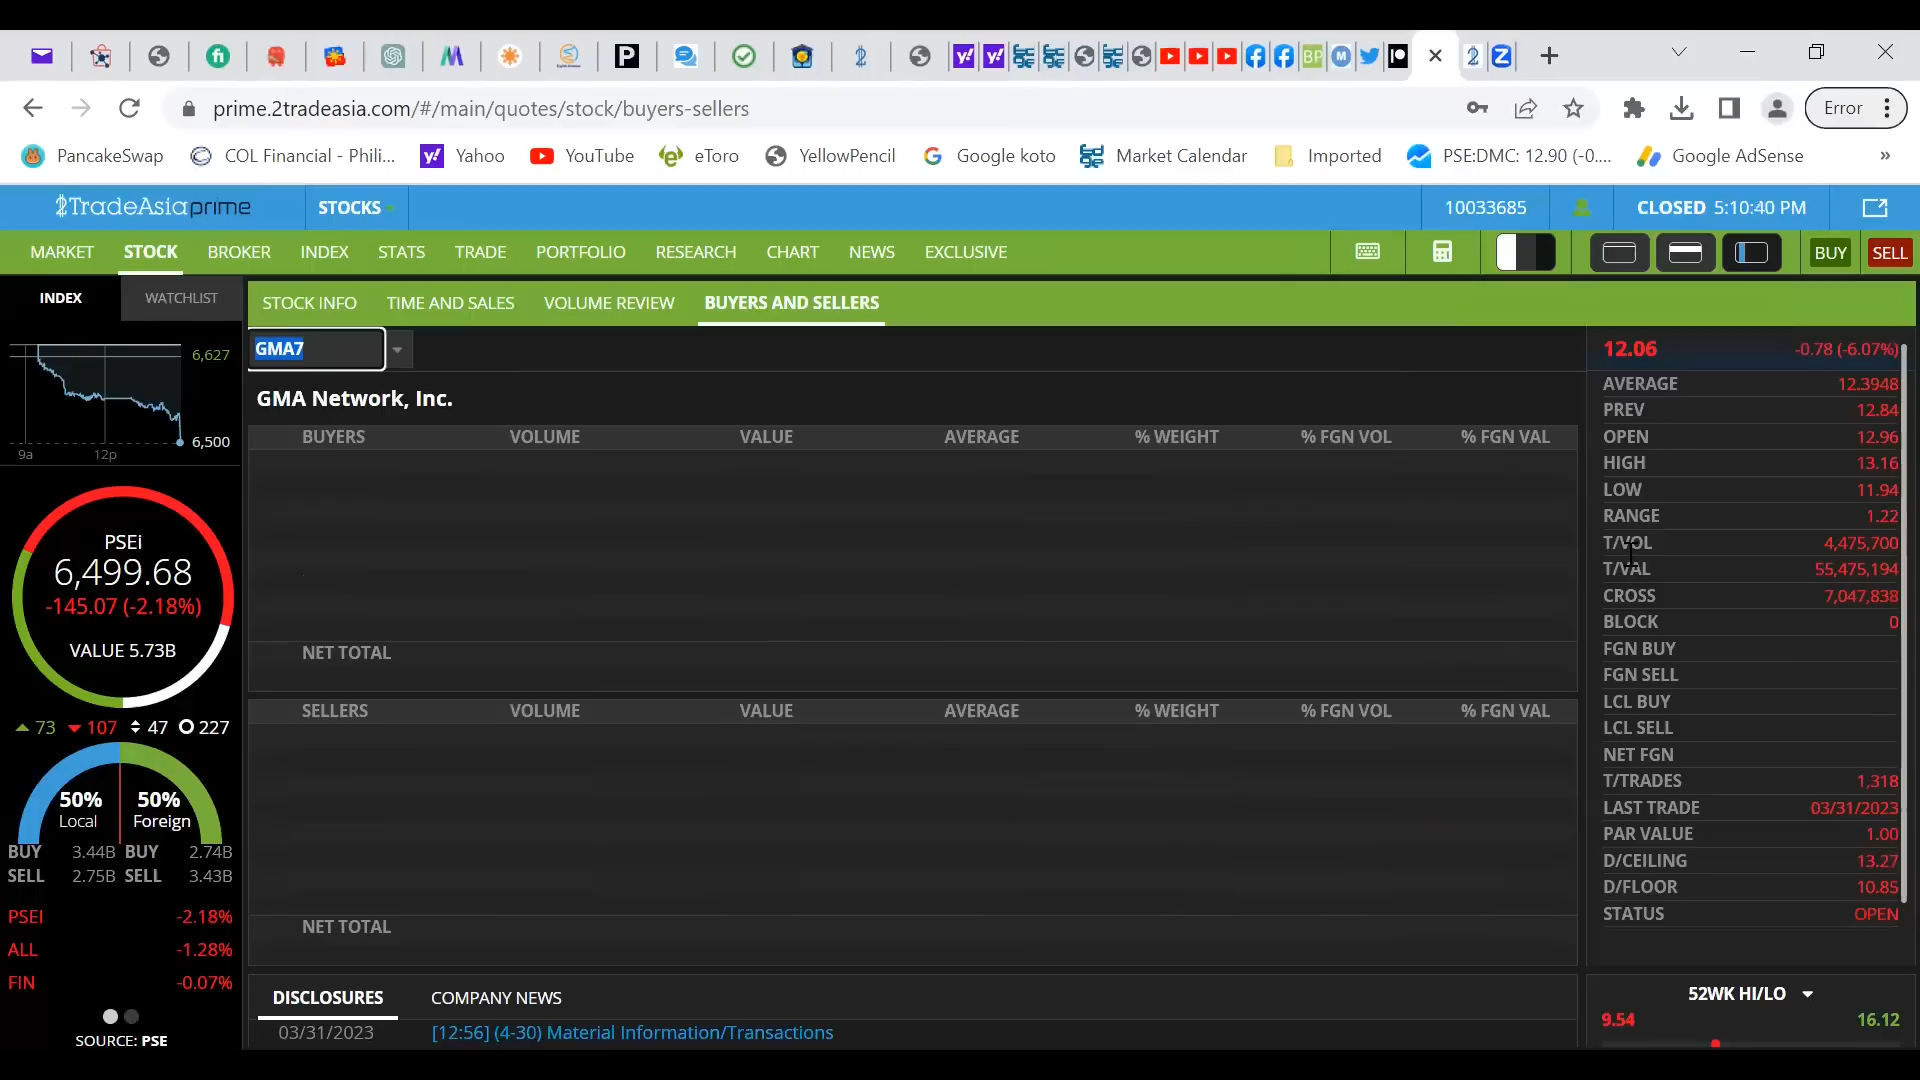 prime.2tradeasia.com/#/main/quotes/stock/buyers-sellers
Error
PancakeSwap
COL Financial - Phili...
Yahoo
YouTube
eToro
YellowPencil
Google koto
Market Calendar
Imported
PSE:DMC: 12.90 (-0....
Google AdSense
»
2TradeAsiaprime
STOCKS
10033685
CLOSED 5:10:40 PM
MARKET STOCK BROKER INDEX STATS TRADE PORTFOLIO RESEARCH CHART NEWS EXCLUSIVE
BUY
SELL
INDEX WATCHLIST
6,627
6,500
9a 12p
PSEi
6,499.68
-145.07 (-2.18%)
VALUE 5.73B
73 107 47 227
50% 50%
Local Foreign
BUY 3.44B BUY 2.74B
SELL 2.75B SELL 3.43B
PSEI -2.18%
ALL -1.28%
FIN -0.07%
SOURCE: PSE
STOCK INFO TIME AND SALES VOLUME REVIEW BUYERS AND SELLERS
GMA7
GMA Network, Inc.
BUYERS VOLUME VALUE AVERAGE % WEIGHT % FGN VOL % FGN VAL
NET TOTAL
SELLERS VOLUME VALUE AVERAGE % WEIGHT % FGN VOL % FGN VAL
NET TOTAL
DISCLOSURES COMPANY NEWS
03/31/2023 [12:56] (4-30) Material Information/Transactions
12.06 -0.78 (-6.07%)
AVERAGE 12.3948
PREV 12.84
OPEN 12.96
HIGH 13.16
LOW 11.94
RANGE 1.22
T/VOL 4,475,700
T/VAL 55,475,194
CROSS 7,047,838
BLOCK 0
FGN BUY
FGN SELL
LCL BUY
LCL SELL
NET FGN
T/TRADES 1,318
LAST TRADE 03/31/2023
PAR VALUE 1.00
D/CEILING 13.27
D/FLOOR 10.85
STATUS OPEN
52WK HI/LO
9.54 16.12